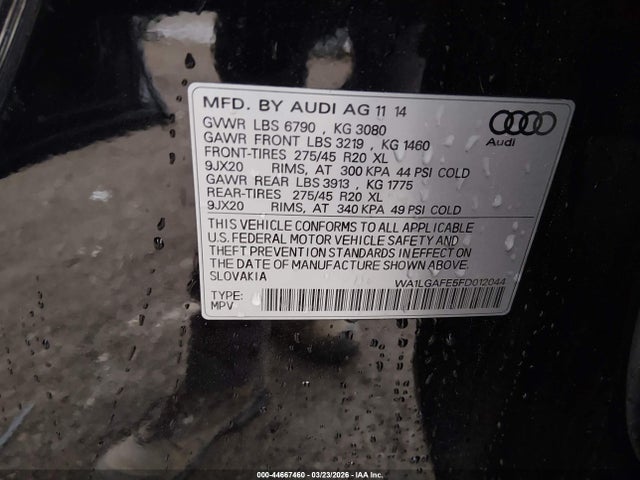 MFD. BY AUDI AG 11 14
GVWR LBS 6790 , KG 3080
GAWR FRONT LBS 3219 , KG 1460
FRONT-TIRES 275/45 R20 XL
9JX20 RIMS, AT 300 KPA 44 PSI COLD
GAWR REAR LBS 3913 , KG 1775
REAR-TIRES 275/45 R20 XL
9JX20 RIMS, AT 340 KPA 49 PSI COLD
Audi
THIS VEHICLE CONFORMS TO ALL APPLICABLE
U.S. FEDERAL MOTOR VEHICLE SAFETY AND
THEFT PREVENTION STANDARDS IN EFFECT ON
THE DATE OF MANUFACTURE SHOWN ABOVE.
SLOVAKIA WA1LGAFE5FD012044
TYPE:
MPV
000-44667460 | 03/23/2026 | IAA Inc.